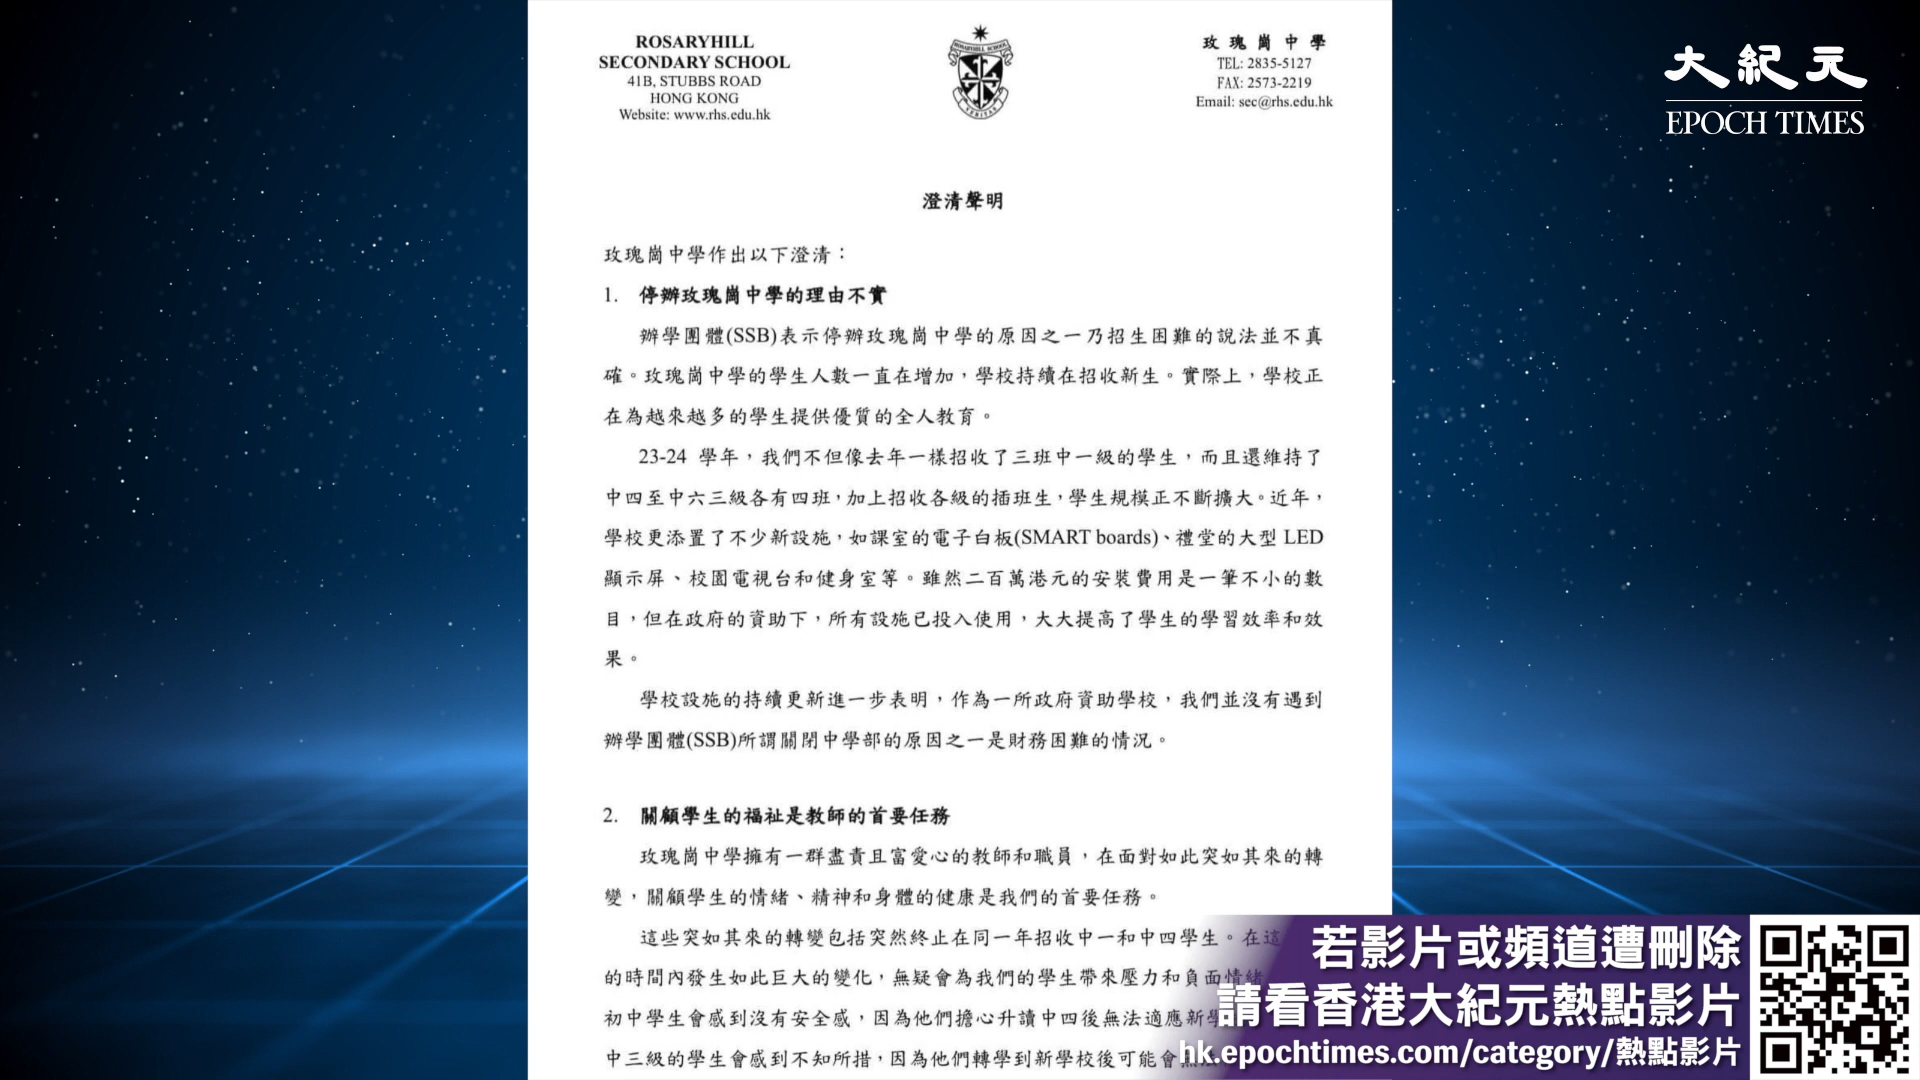 ROSARYHILL
SECONDARY SCHOOL
41B, STUBBS ROAD
HONG KONG
Website: www.rhs.edu.hk
ROSARYHILL SCHOOL
VERITAS
玫瑰崗中學
TEL: 2835-5127
FAX: 2573-2219
Email: sec@rhs.edu.hk
大紀元
EPOCH TIMES
澄清聲明
玫瑰崗中學作出以下澄清：
1. 停辦玫瑰崗中學的理由不實
辦學團體(SSB)表示停辦玫瑰崗中學的原因之一乃招生困難的說法並不真
確。玫瑰崗中學的學生人數一直在增加，學校持續在招收新生。實際上，學校正
在為越來越多的學生提供優質的全人教育。
23-24 學年，我們不但像去年一樣招收了三班中一級的學生，而且還維持了
中四至中六三級各有四班，加上招收各級的插班生，學生規模正不斷擴大。近年，
學校更添置了不少新設施，如課室的電子白板(SMART boards)、禮堂的大型 LED
顯示屏、校園電視台和健身室等。雖然二百萬港元的安裝費用是一筆不小的數
目，但在政府的資助下，所有設施已投入使用，大大提高了學生的學習效率和效
果。
學校設施的持續更新進一步表明，作為一所政府資助學校，我們並沒有遇到
辦學團體(SSB)所謂關閉中學部的原因之一是財務困難的情況。
2. 關顧學生的福祉是教師的首要任務
玫瑰崗中學擁有一群盡責且富愛心的教師和職員，在面對如此突如其來的轉
變，關顧學生的情緒、精神和身體的健康是我們的首要任務。
這些突如其來的轉變包括突然終止在同一年招收中一和中四學生。在這
的時間內發生如此巨大的變化，無疑會為我們的學生帶來壓力和負面情緒
初中學生會感到沒有安全感，因為他們擔心升讀中四後無法適應新學
中三級的學生會感到不知所措，因為他們轉學到新學校後可能會無法
若影片或頻道遭刪除
請看香港大紀元熱點影片
hk.epochtimes.com/category/熱點影片